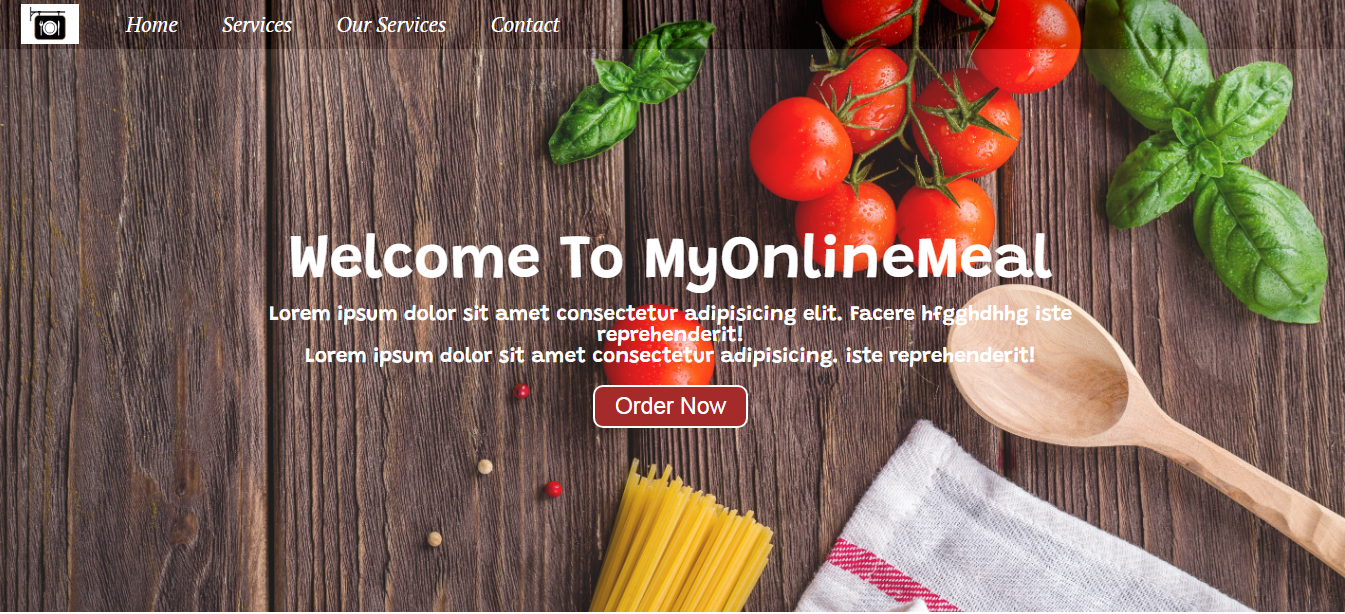 Home Services Our Services Contact
Welcome To MyOnlineMeal
Lorem ipsum dolor sit amet consectetur adipisicing elit. Facere hfgghdhhg iste
reprehenderit!
Lorem ipsum dolor sit amet consectetur adipisicing. iste reprehenderit!
Order Now